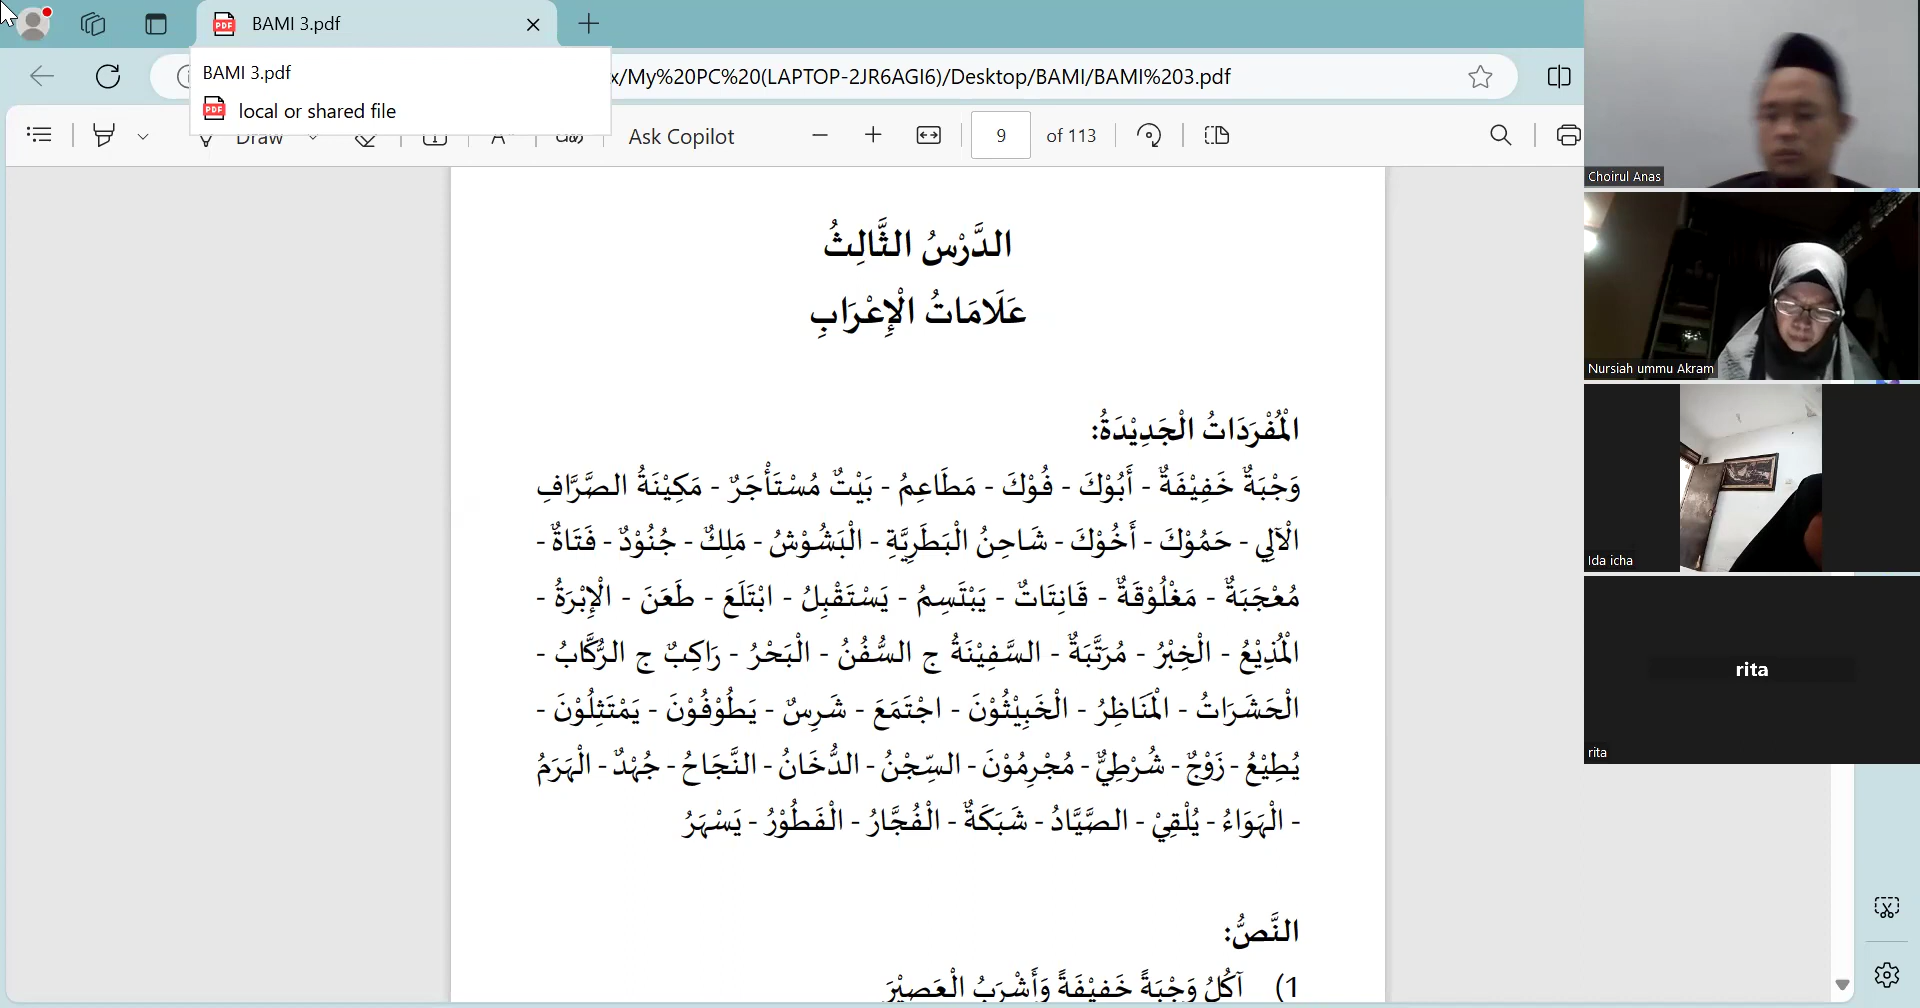 BAMI 3.pdf
BAMI 3.pdf
local or shared file
x/My%20PC%20(LAPTOP-2JR6AGI6)/Desktop/BAMI/BAMI%203.pdf
Draw
Ask Copilot
9 of 113
الدَّرْسُ الثَّالِثُ
عَلَامَاتُ الْإِعْرَابِ
الْمُفْرَدَاتُ الْجَدِيْدَةُ:
وَجْبَةٌ خَفِيْفَةٌ - أَبُوْكَ - فُوْكَ - مَطَاعِمُ - بَيْتٌ مُسْتَأْجَرٌ - مَكِيْنَةُ الصَّرَّافِ
الْآلِي - حَمُوْكَ - أَخُوْكَ - شَاحِنُ الْبَطَرِيَّةِ - الْبَشُوْشُ - مَلِكٌ - جُنُوْدٌ - فَتَاةٌ -
مُعْجَبَةٌ - مَغْلُوْقَةٌ - قَانِتَاتٌ - يَبْتَسِمُ - يَسْتَقْبِلُ - ابْتَلَعَ - طَعَنَ - الْإِبْرَةُ -
الْمُذِيْعُ - الْخِبْرُ - مُرَتَّبَةٌ - السَّفِيْنَةُ ج السُّفُنُ - الْبَحْرُ - رَاكِبٌ ج الرُّكَّابُ -
الْحَشَرَاتُ - الْمَنَاظِرُ - الْخَبِيْثُوْنَ - اجْتَمَعَ - شَرِسٌ - يَطُوْفُوْنَ - يَمْتَثِلُوْنَ -
يُطِيْعُ - زَوْجٌ - شُرْطِيٌّ - مُجْرِمُوْنَ - السِّجْنُ - الدُّخَانُ - النَّجَاحُ - جُهْدٌ - الْهَرَمُ
- الْهَوَاءُ - يُلْقِيْ - الصَّيَّادُ - شَبَكَةٌ - الْفُجَّارُ - الْفَطُوْرُ - يَسْهَرُ
النَّصُّ:
1) آكُلُ وَجْبَةً خَفِيْفَةً وَأَشْرَبُ الْعَصِيْرَ
Choirul Anas
Nursiah ummu Akram
Ida icha
rita
rita